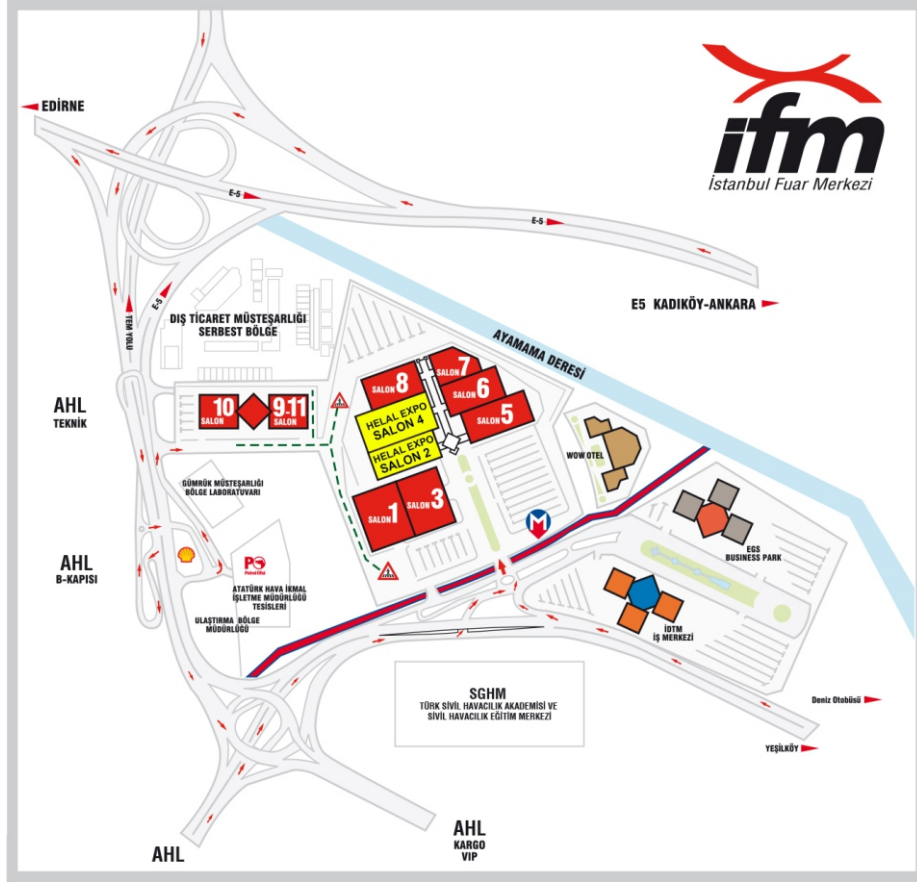 ifm
İstanbul Fuar Merkezi
EDİRNE
E-5
E-5
E5 KADIKÖY-ANKARA
TEM YOLU
E-5
DIŞ TİCARET MÜSTEŞARLIĞI
SERBEST BÖLGE
AYAMAMA DERESİ
AHL
TEKNİK
10
SALON
9-11
SALON
SALON 8
HELAL EXPO
SALON 4
HELAL EXPO
SALON 2
SALON 7
SALON 6
SALON 5
SALON 1
SALON 3
WOW OTEL
M
GÜMRÜK MÜSTEŞARLIĞI
BÖLGE LABORATUVARI
EGS
BUSINESS PARK
AHL
B-KAPISI
PO
Petrol Ofisi
ATATÜRK HAVA İKMAL
İŞLETME MÜDÜRLÜĞÜ
TESİSLERİ
ULAŞTIRMA BÖLGE
MÜDÜRLÜĞÜ
İDTM
İŞ MERKEZİ
SGHM
TÜRK SİVİL HAVACILIK AKADEMİSİ VE
SİVİL HAVACILIK EĞİTİM MERKEZİ
Deniz Otobüsü
YEŞİLKÖY
AHL
KARGO
VIP
AHL